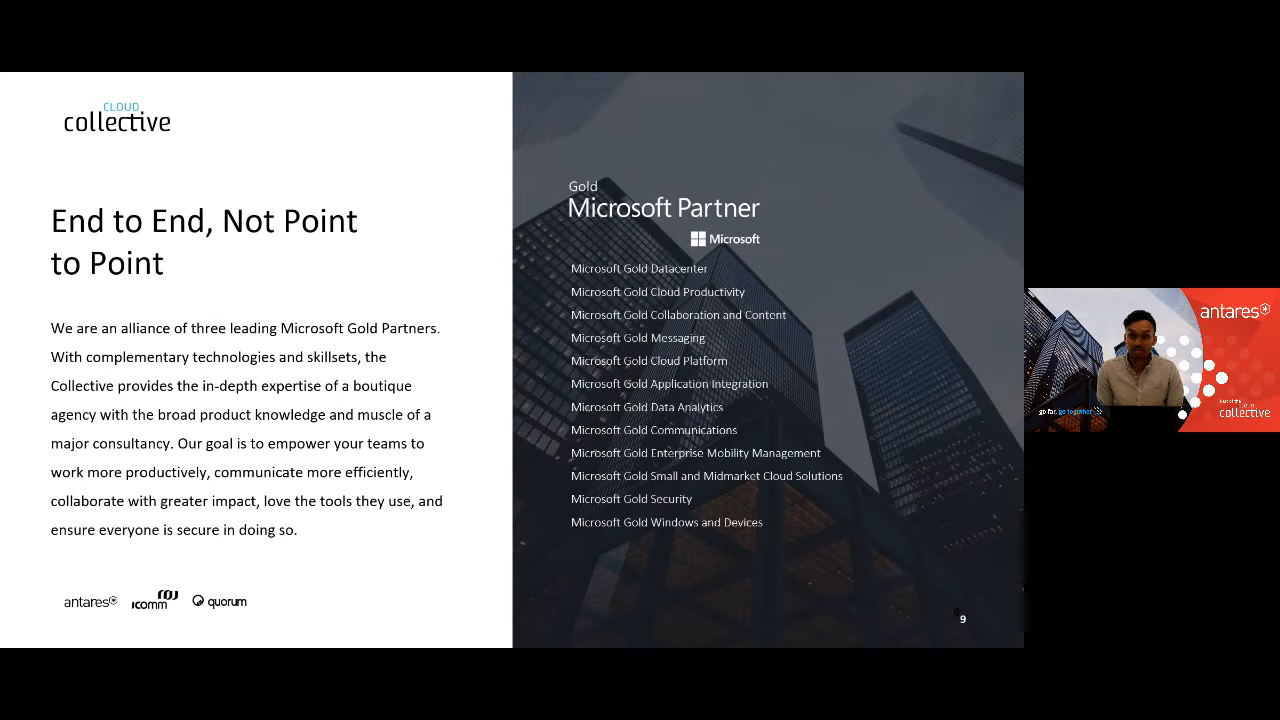 CLOUD
collective
End to End, Not Point
to Point
We are an alliance of three leading Microsoft Gold Partners.
With complementary technologies and skillsets, the
Collective provides the in-depth expertise of a boutique
agency with the broad product knowledge and muscle of a
major consultancy. Our goal is to empower your teams to
work more productively, communicate more efficiently,
collaborate with greater impact, love the tools they use, and
ensure everyone is secure in doing so.
antares icomm quorum
Gold
Microsoft Partner
Microsoft
Microsoft Gold Datacenter
Microsoft Gold Cloud Productivity
Microsoft Gold Collaboration and Content
Microsoft Gold Messaging
Microsoft Gold Cloud Platform
Microsoft Gold Application Integration
Microsoft Gold Data Analytics
Microsoft Gold Communications
Microsoft Gold Enterprise Mobility Management
Microsoft Gold Small and Midmarket Cloud Solutions
Microsoft Gold Security
Microsoft Gold Windows and Devices
9
9
antares
go far, go together
collective